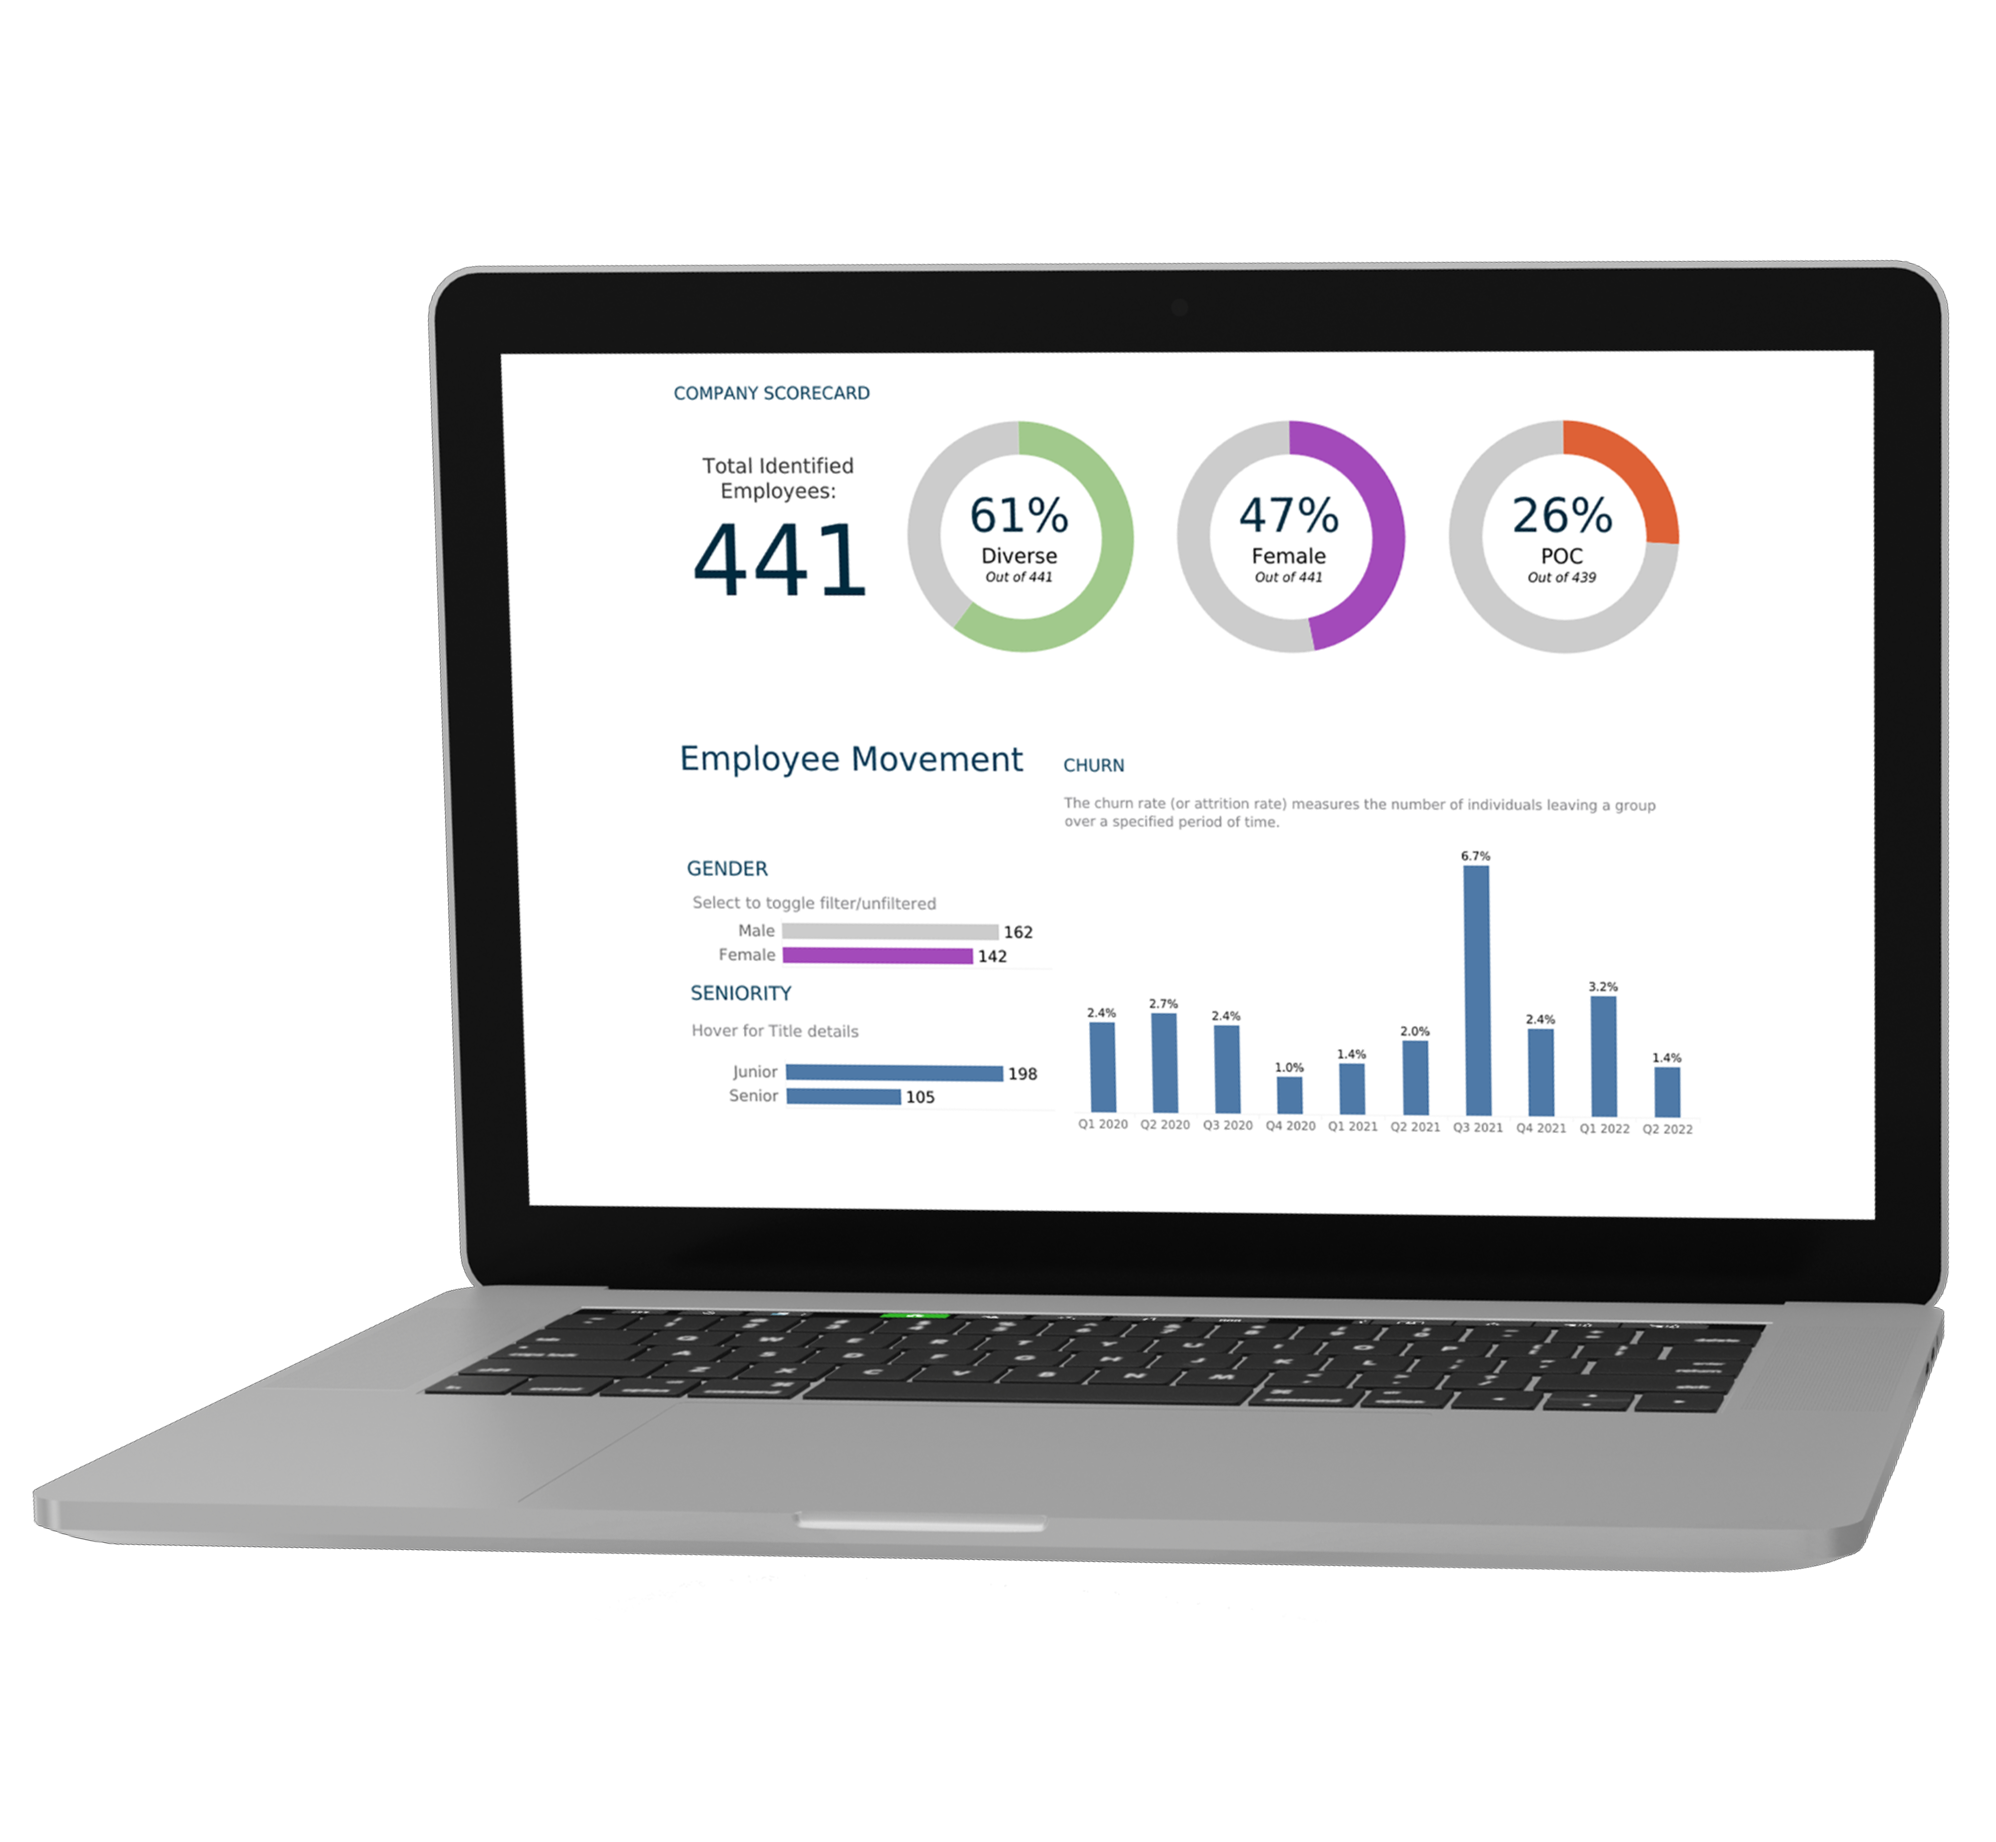 COMPANY SCORECARD
Total Identified
Employees:
441
61%
Diverse
Out of 441
47%
Female
Out of 441
26%
POC
Out of 439
Employee Movement
GENDER
Select to toggle filter/unfiltered
Male 162
Female 142
SENIORITY
Hover for Title details
Junior 198
Senior 105
CHURN
The churn rate (or attrition rate) measures the number of individuals leaving a group
over a specified period of time.
2.4% 2.7% 2.4% 1.0% 1.4% 2.0% 6.7% 2.4% 3.2% 1.4%
Q1 2020 Q2 2020 Q3 2020 Q4 2020 Q1 2021 Q2 2021 Q3 2021 Q4 2021 Q1 2022 Q2 2022